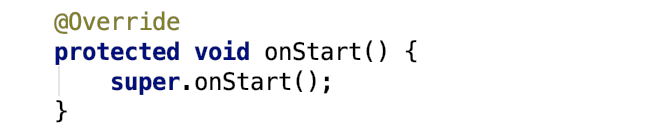 @Override
protected void onStart() {
    super.onStart();
}